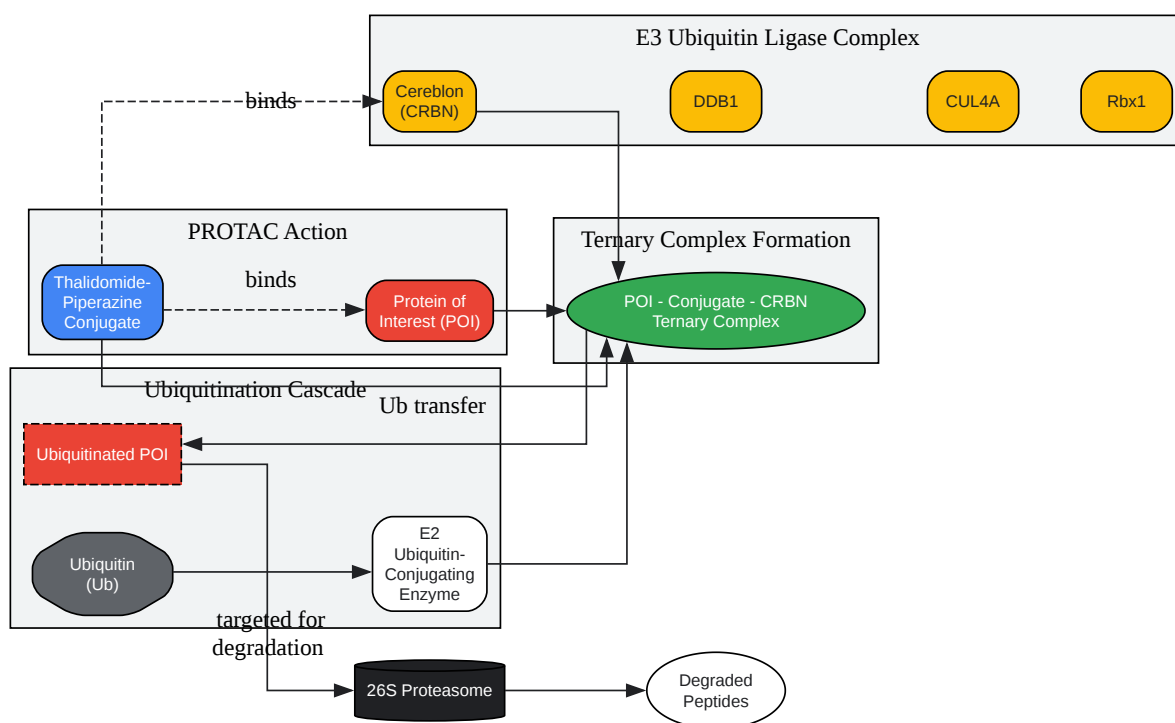 E3 Ubiquitin Ligase Complex
binds
Cereblon
(CRBN)
DDB1
CUL4A
Rbx1
PROTAC Action
Ternary Complex Formation
Thalidomide-
Piperazine
Conjugate
binds
Protein of
Interest (POI)
POI - Conjugate - CRBN
Ternary Complex
Ubiquitination Cascade
Ub transfer
Ubiquitinated POI
Ubiquitin
(Ub)
E2
Ubiquitin-
Conjugating
Enzyme
targeted for
degradation
26S Proteasome
Degraded
Peptides